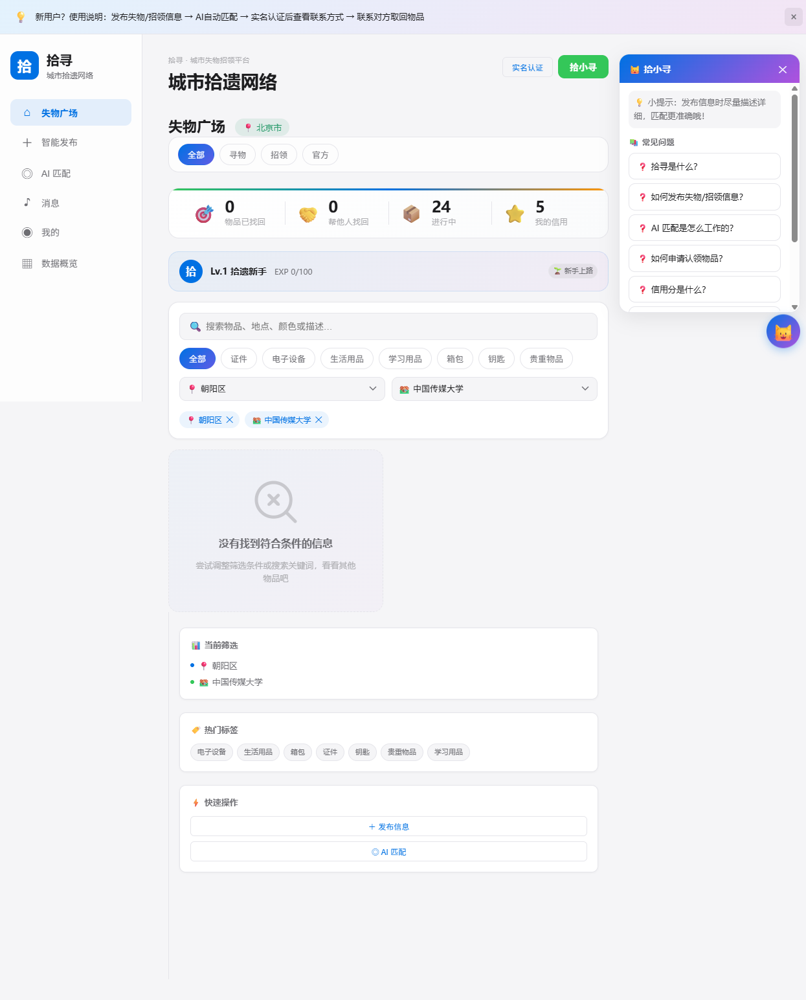 新用户？使用说明：发布失物/招领信息 → AI自动匹配 → 实名认证后查看联系方式 → 联系对方取回物品
拾
拾寻
城市拾遗网络
失物广场
智能发布
AI 匹配
消息
我的
数据概览
拾寻 · 城市失物招领平台
城市拾遗网络
实名认证
拾小寻
失物广场
北京市
全部
寻物
招领
官方
0
物品已找回
0
帮他人找回
24
进行中
5
我的信用
拾
Lv.1 拾遗新手
EXP 0/100
新手上路
搜索物品、地点、颜色或描述...
全部
证件
电子设备
生活用品
学习用品
箱包
钥匙
贵重物品
朝阳区
中国传媒大学
朝阳区
中国传媒大学
没有找到符合条件的信息
尝试调整筛选条件或搜索关键词，看看其他
物品吧
当前筛选
朝阳区
中国传媒大学
热门标签
电子设备
生活用品
箱包
证件
钥匙
贵重物品
学习用品
快速操作
＋ 发布信息
◎ AI 匹配
拾小寻
小提示：发布信息时尽量描述详
细，匹配更准确哦！
常见问题
❓ 拾寻是什么？
❓ 如何发布失物/招领信息？
❓ AI 匹配是怎么工作的？
❓ 如何申请认领物品？
❓ 信用分是什么？